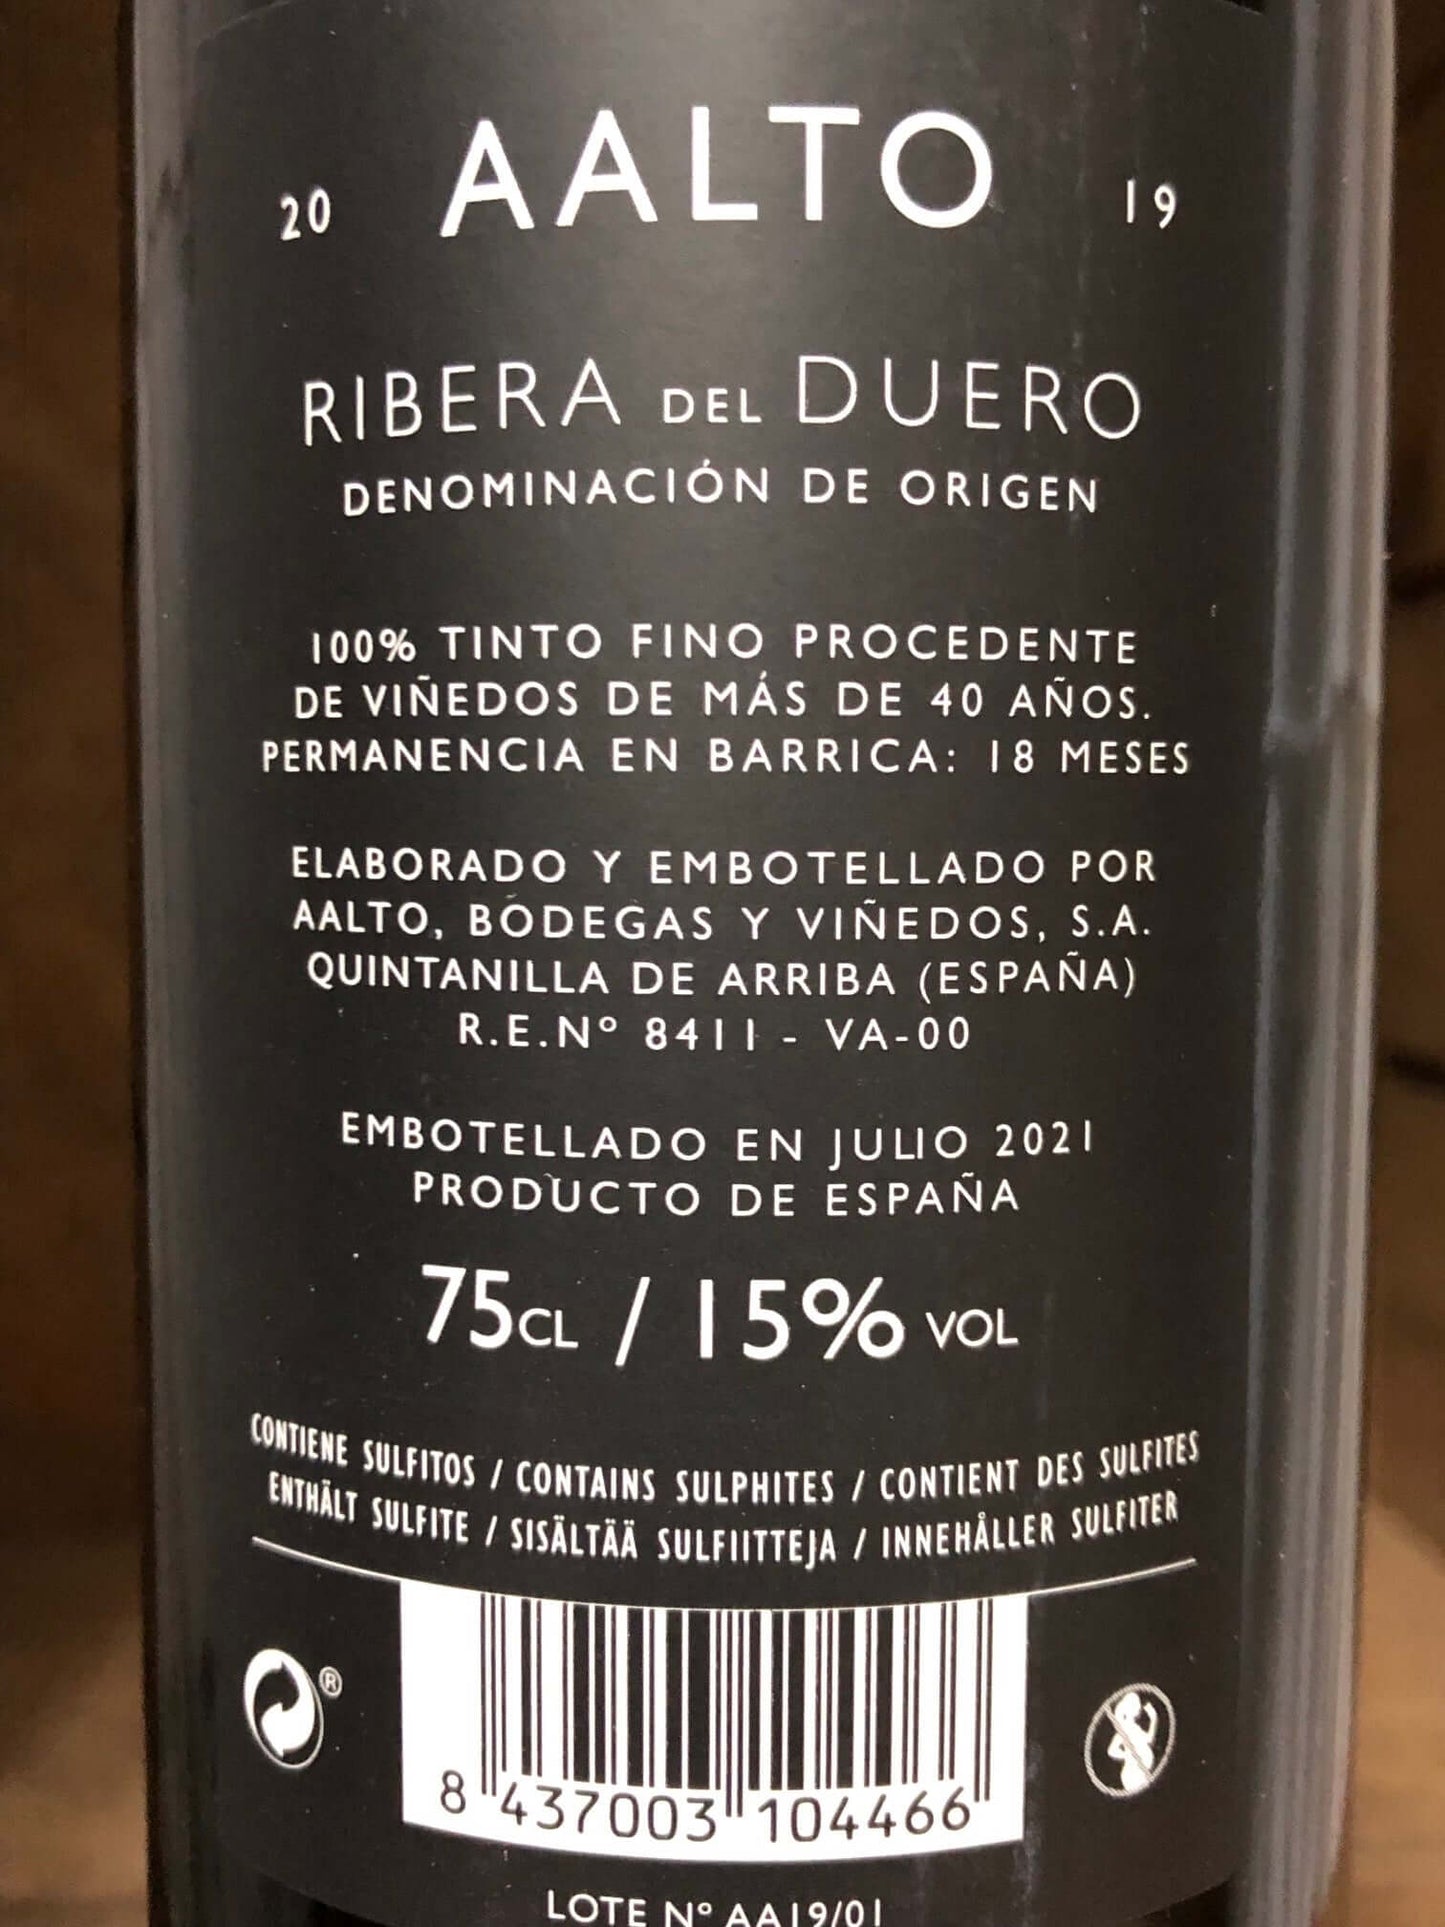 20 AALTO 19
RIBERA DEL DUERO
DENOMINACIÓN DE ORIGEN
100% TINTO FINO PROCEDENTE
DE VIÑEDOS DE MÁS DE 40 AÑOS.
PERMANENCIA EN BARRICA: 18 MESES
ELABORADO Y EMBOTELLADO POR
AALTO, BODEGAS Y VIÑEDOS, S.A.
QUINTANILLA DE ARRIBA (ESPAÑA)
R.E.Nº 8411 - VA-00
EMBOTELLADO EN JULIO 2021
PRODUCTO DE ESPAÑA
75CL / 15% VOL
CONTIENE SULFITOS / CONTAINS SULPHITES / CONTIENT DES SULFITES
ENTHÄLT SULFITE / SISÄLTÄÄ SULFIITTEJA / INNEHÅLLER SULFITER
®
8 437003 104466
LOTE Nº AA19/01